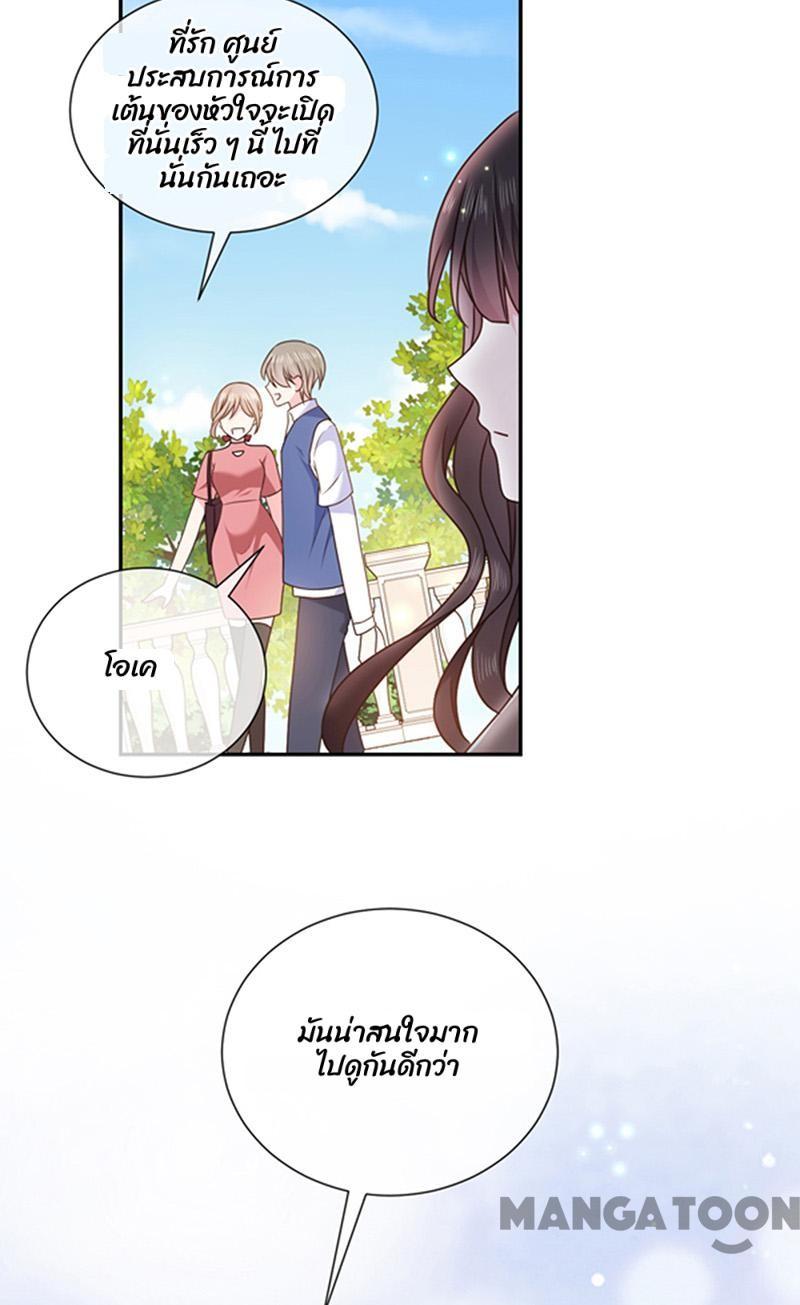 ที่รัก ศูนย์
ประสบการณ์การ
เต้นของหัวใจจะเปิด
ที่นั่นเร็ว ๆ นี้ ไปที่
นั่นกันเถอะ
โอเค
มันน่าสนใจมาก
ไปดูกันดีกว่า
MANGATOON